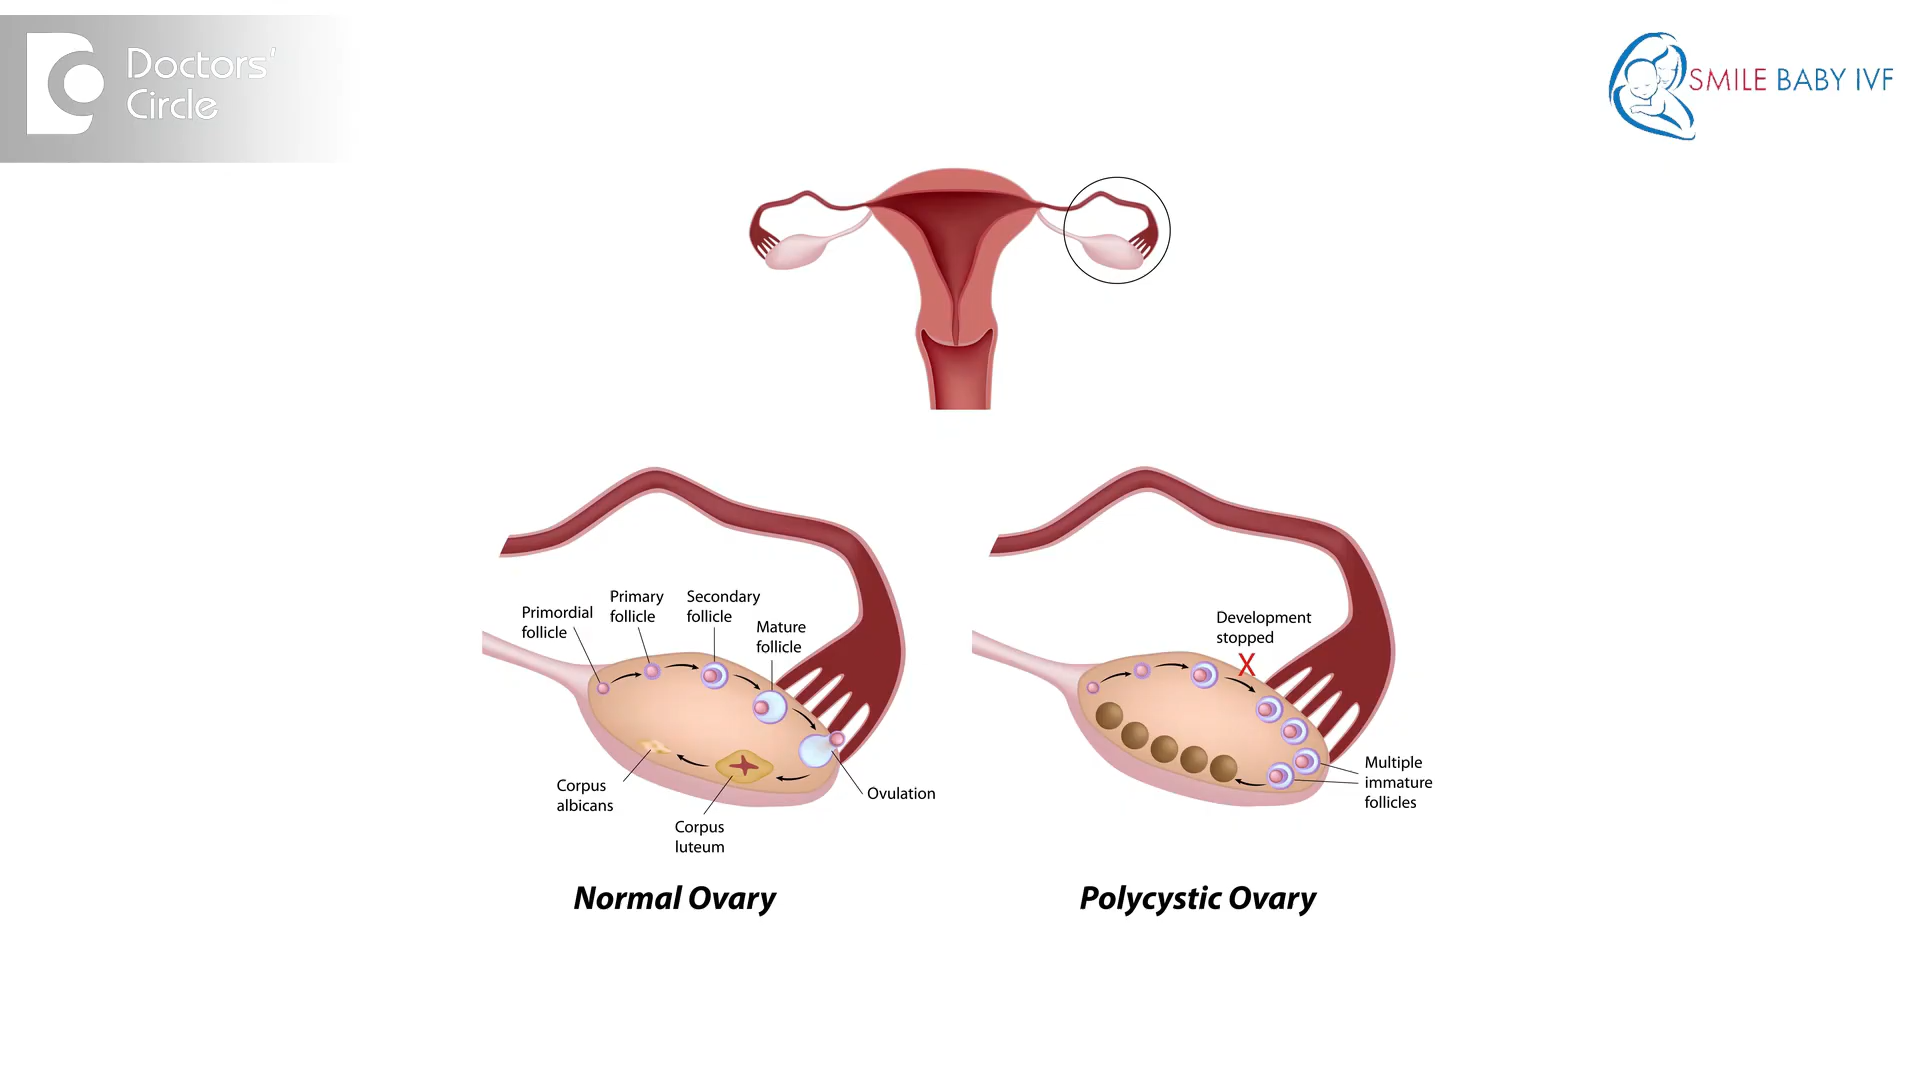 Doctors'
Circle
SMILE BABY IVF
Primordial
follicle
Primary
follicle
Secondary
follicle
Mature
follicle
Corpus
albicans
Corpus
luteum
Ovulation
Normal Ovary
Development
stopped
X
Multiple
immature
follicles
Polycystic Ovary